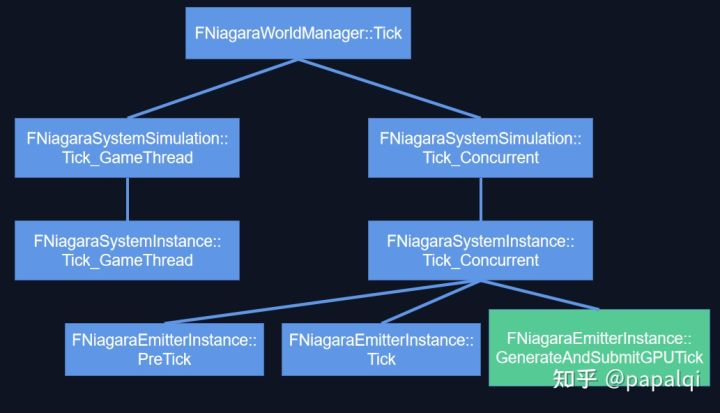 FNiagaraWorldManager::Tick
FNiagaraSystemSimulation::
Tick_GameThread
FNiagaraSystemSimulation::
Tick_Concurrent
FNiagaraSystemInstance::
Tick_GameThread
FNiagaraSystemInstance::
Tick_Concurrent
FNiagaraEmitterInstance::
PreTick
FNiagaraEmitterInstance::
Tick
FNiagaraEmitterInstance::
GenerateAndSubmitGPUTick
知乎 @papalqi